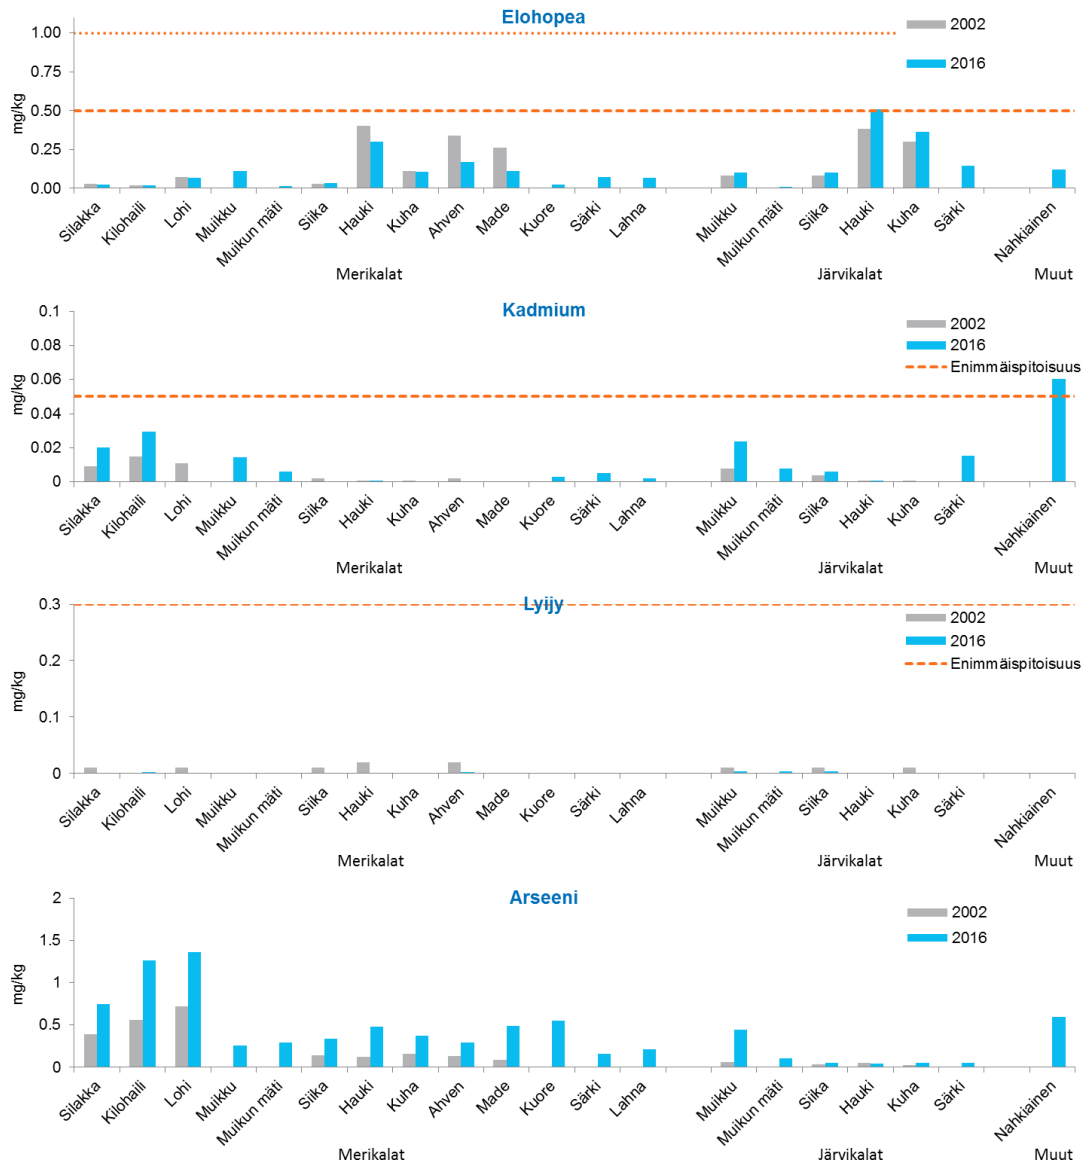 Elohopea
2002
2016
mg/kg
1.00
0.75
0.50
0.25
0.00
Silakka
Kilohaili
Lohi
Muikku
Muikun mäti
Siika
Hauki
Kuha
Ahven
Made
Kuore
Särki
Lahna
Muikku
Muikun mäti
Siika
Hauki
Kuha
Särki
Nahkiainen
Merikalat
Järvikalat
Muut
Kadmium
2002
2016
Enimmäispitoisuus
mg/kg
0.1
0.08
0.06
0.04
0.02
0
Silakka
Kilohaili
Lohi
Muikku
Muikun mäti
Siika
Hauki
Kuha
Ahven
Made
Kuore
Särki
Lahna
Muikku
Muikun mäti
Siika
Hauki
Kuha
Särki
Nahkiainen
Merikalat
Järvikalat
Muut
Lyijy
2002
2016
Enimmäispitoisuus
mg/kg
0.3
0.2
0.1
0
Silakka
Kilohaili
Lohi
Muikku
Muikun mäti
Siika
Hauki
Kuha
Ahven
Made
Kuore
Särki
Lahna
Muikku
Muikun mäti
Siika
Hauki
Kuha
Särki
Nahkiainen
Merikalat
Järvikalat
Muut
Arseeni
2002
2016
mg/kg
2
1.5
1
0.5
0
Silakka
Kilohaili
Lohi
Muikku
Muikun mäti
Siika
Hauki
Kuha
Ahven
Made
Kuore
Särki
Lahna
Muikku
Muikun mäti
Siika
Hauki
Kuha
Särki
Nahkiainen
Merikalat
Järvikalat
Muut